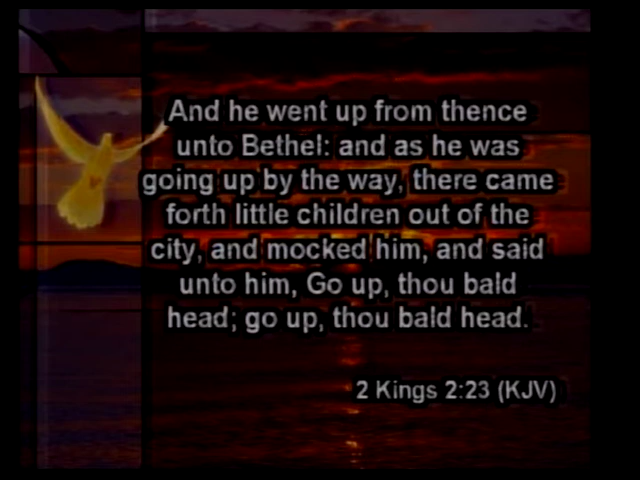 And he went up from thence
unto Bethel: and as he was
going up by the way, there came
forth little children out of the
city, and mocked him, and said
unto him, Go up, thou bald
head; go up, thou bald head.
2 Kings 2:23 (KJV)